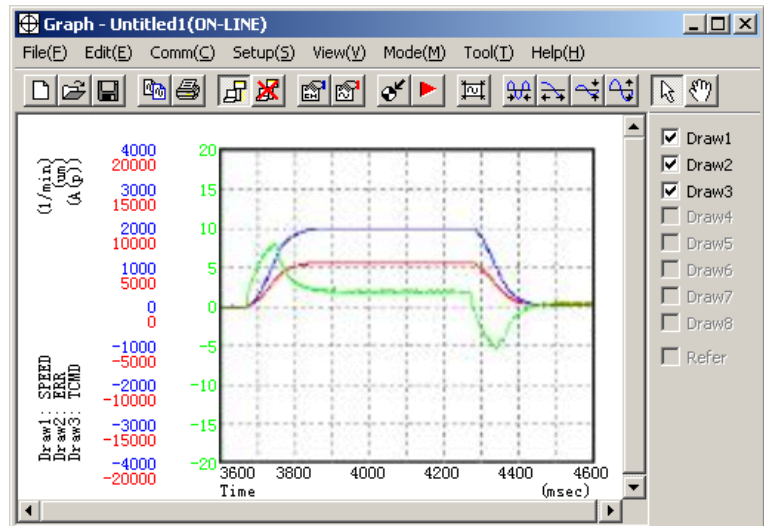 Graph - Untitled1(ON-LINE)
File(F) Edit(E) Comm(C) Setup(S) View(V) Mode(M) Tool(T) Help(H)
(1/min)
(um)
(A(p))
4000
20000
3000
15000
2000
10000
1000
5000
0
0
-1000
-5000
-2000
-10000
-3000
-15000
-4000
-20000
20
15
10
5
0
-5
-10
-15
-20
Draw1: SPEED
Draw2: ERR
Draw3: TCMD
3600 3800 4000 4200 4400 4600
Time (msec)
Draw1
Draw2
Draw3
Draw4
Draw5
Draw6
Draw7
Draw8
Refer